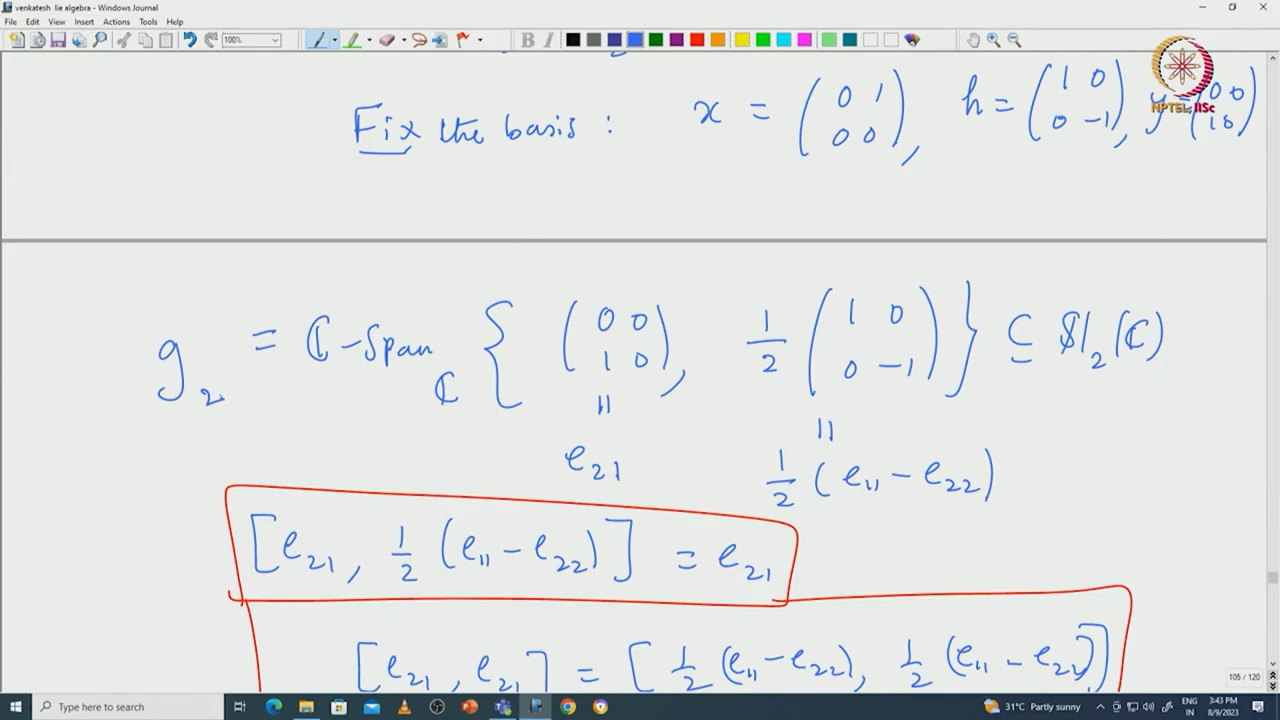 venkatesh lie algebra - Windows Journal
File Edit View Insert Actions Tools Help
100%
B I
NPTEL, IISc
Fix the basis : x = (0 1 0 0), h = (1 0 0 -1), y = (0 0 1 0)
g₂ = ℂ-Span_ℂ { (0 0 1 0), 1/2 (1 0 0 -1) } ⊆ sl₂(ℂ)
= =
e₂₁ 1/2 (e₁₁ - e₂₂)
[e₂₁, 1/2 (e₁₁ - e₂₂)] = e₂₁
[e₂₁, e₂₁] = [1/2 (e₁₁ - e₂₂), 1/2 (e₁₁ - e₂₂)]
105 / 120
Type here to search
31°C Partly sunny
ENG
IN
3:43 PM
8/9/2023